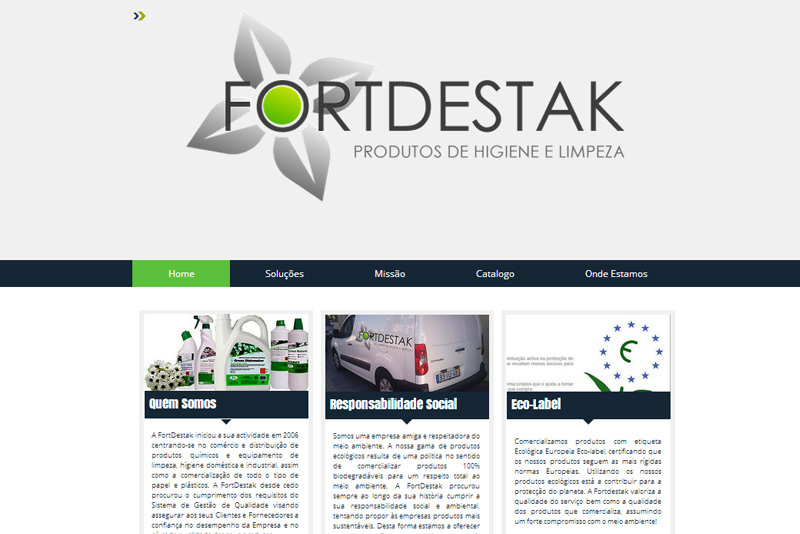 FORTDESTAK
PRODUTOS DE HIGIENE E LIMPEZA
Home Soluções Missão Catalogo Onde Estamos
Quem Somos
A FortDestak iniciou a sua actividade em 2006
centrando-se no comércio e distribuição de
produtos químicos e equipamento de
limpeza, higiene doméstica e industrial, assim
como a comercialização de todo o tipo de
papel e plásticos. A FortDestak desde cedo
procurou o cumprimento dos requisitos do
Sistema de Gestão de Qualidade visando
assegurar aos seus Clientes e Fornecedores a
confiança no desempenho da Empresa e no
FORTDESTAK
Responsabilidade Social
Somos uma empresa amiga e respeitadora do
meio ambiente. A nossa gama de produtos
ecológicos resulta de uma politica no sentido
de comercializar produtos 100%
biodegradáveis para um respeito total ao
meio ambiente. A FortDestak procurou
sempre ao longo da sua história cumprir a
sua responsabilidade social e ambiental,
tentando propor às empresas produtos mais
sustentáveis. Desta forma estamos a oferecer
tribuição activa na protecção do
Eco-Label
Comercializamos produtos com etiqueta
Ecológica Europeia Eco-label, certificando que
os nossos produtos seguem as mais rígidas
normas Europeias. Utilizando os nossos
produtos ecológicos está a contribuir para a
protecção do planeta. A Fortdestak valoriza a
qualidade do serviço bem como a qualidade
dos produtos que comercializa, assumindo
um forte compromisso com o meio ambiente!